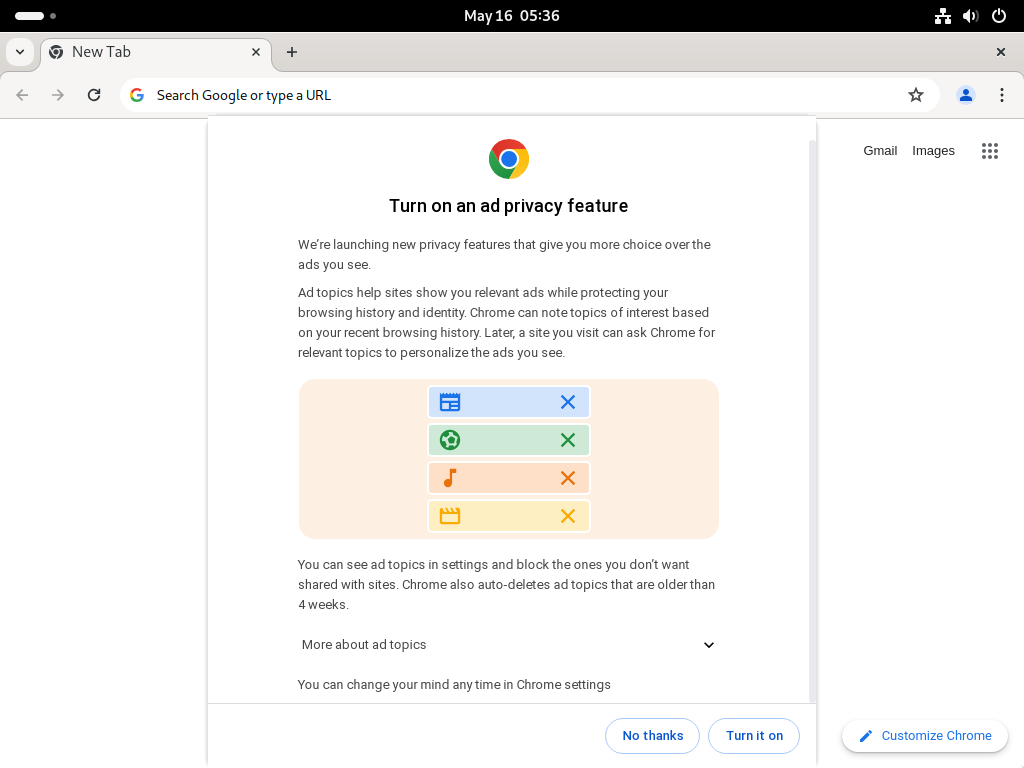 May 16 05:36
New Tab
Search Google or type a URL
Gmail Images
Turn on an ad privacy feature
We're launching new privacy features that give you more choice over the
ads you see.
Ad topics help sites show you relevant ads while protecting your
browsing history and identity. Chrome can note topics of interest based
on your recent browsing history. Later, a site you visit can ask Chrome for
relevant topics to personalize the ads you see.
You can see ad topics in settings and block the ones you don't want
shared with sites. Chrome also auto-deletes ad topics that are older than
4 weeks.
More about ad topics
You can change your mind any time in Chrome settings
No thanks Turn it on
Customize Chrome